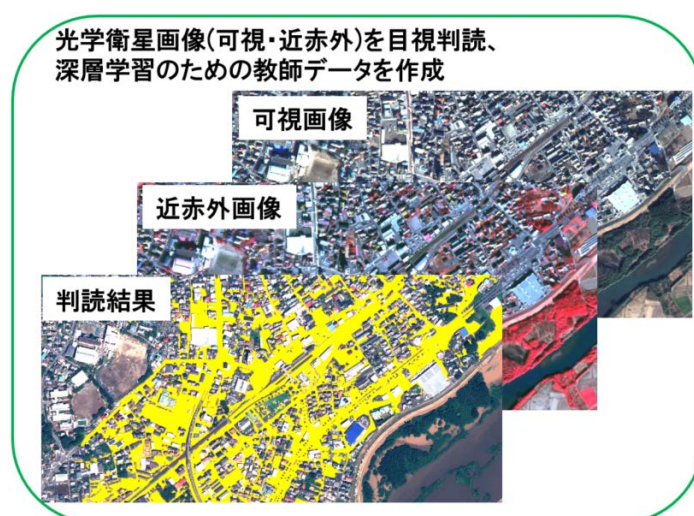 光学衛星画像(可視・近赤外)を目視判読、
深層学習のための教師データを作成
可視画像
近赤外画像
判読結果